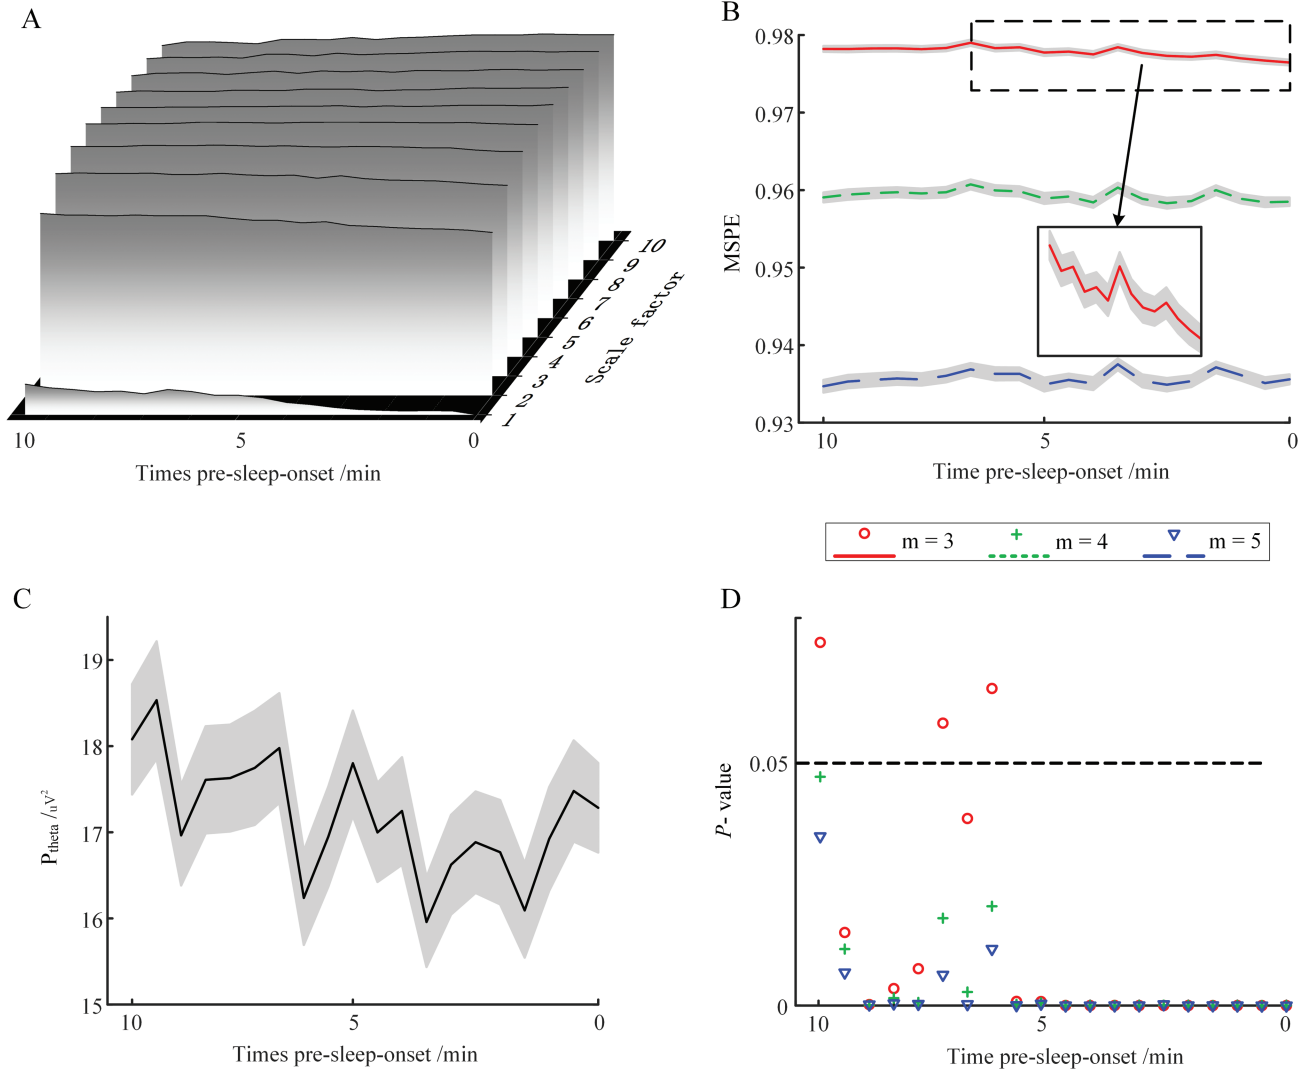 A
10
9
8
7
6
5
4
3
2
1
Scale factor
10
5
0
Times pre-sleep-onset /min
B
0.98
0.97
0.96
0.95
0.94
0.93
MSPE
10
5
0
Time pre-sleep-onset /min
m = 3
m = 4
m = 5
C
19
18
17
16
15
P_theta /uV²
10
5
0
Times pre-sleep-onset /min
D
0.05
0
P- value
10
5
0
Time pre-sleep-onset /min